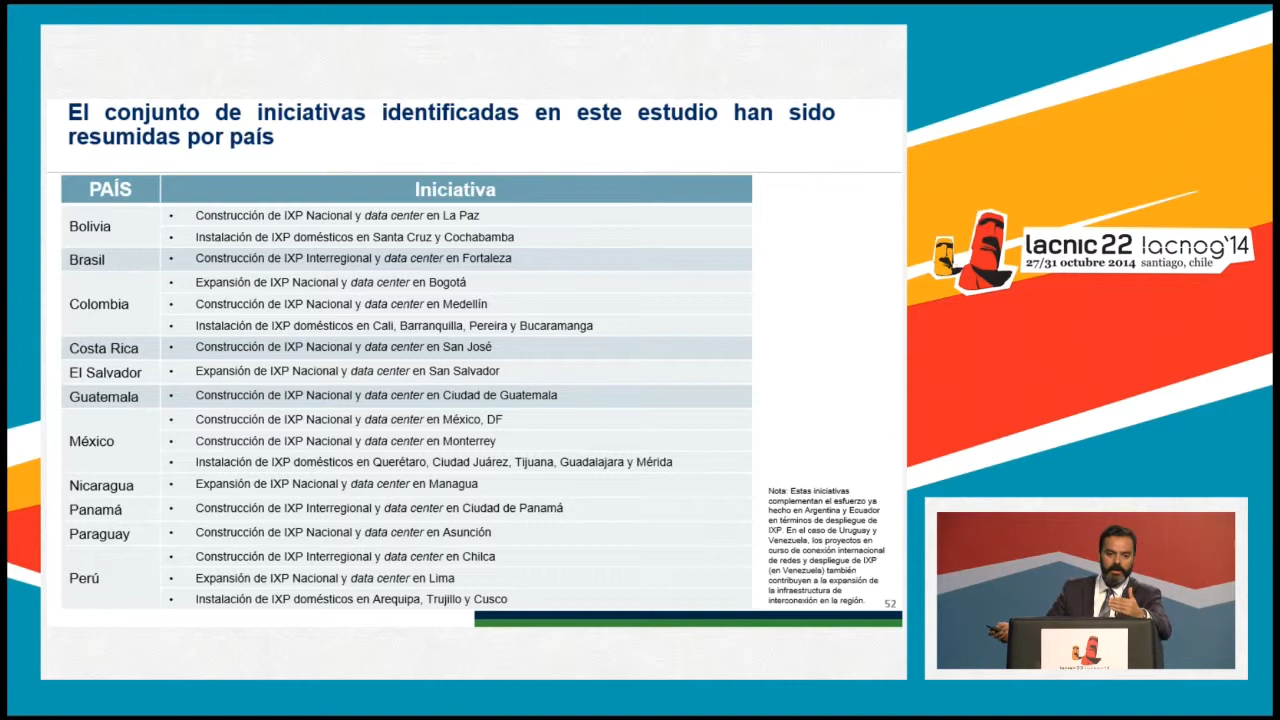 El conjunto de iniciativas identificadas en este estudio han sido
resumidas por país
PAÍS Iniciativa
Bolivia
• Construcción de IXP Nacional y data center en La Paz
• Instalación de IXP domésticos en Santa Cruz y Cochabamba
Brasil • Construcción de IXP Interregional y data center en Fortaleza
Colombia
• Expansión de IXP Nacional y data center en Bogotá
• Construcción de IXP Nacional y data center en Medellín
• Instalación de IXP domésticos en Cali, Barranquilla, Pereira y Bucaramanga
Costa Rica • Construcción de IXP Nacional y data center en San José
El Salvador • Expansión de IXP Nacional y data center en San Salvador
Guatemala • Construcción de IXP Nacional y data center en Ciudad de Guatemala
México
• Construcción de IXP Nacional y data center en México, DF
• Construcción de IXP Nacional y data center en Monterrey
• Instalación de IXP domésticos en Querétaro, Ciudad Juárez, Tijuana, Guadalajara y Mérida
Nicaragua • Expansión de IXP Nacional y data center en Managua
Panamá • Construcción de IXP Interregional y data center en Ciudad de Panamá
Paraguay • Construcción de IXP Nacional y data center en Asunción
Perú
• Construcción de IXP Interregional y data center en Chilca
• Expansión de IXP Nacional y data center en Lima
• Instalación de IXP domésticos en Arequipa, Trujillo y Cusco
Nota: Estas iniciativas
complementan el esfuerzo ya
hecho en Argentina y Ecuador
en términos de despliegue de
IXP. En el caso de Uruguay y
Venezuela, los proyectos en
curso de conexión internacional
de redes y despliegue de IXP
(en Venezuela) también
contribuyen a la expansión de
la infraestructura de
interconexión en la región.
52
lacnic 22 lacnog'14
27/31 octubre 2014 santiago, chile
lacnic 22